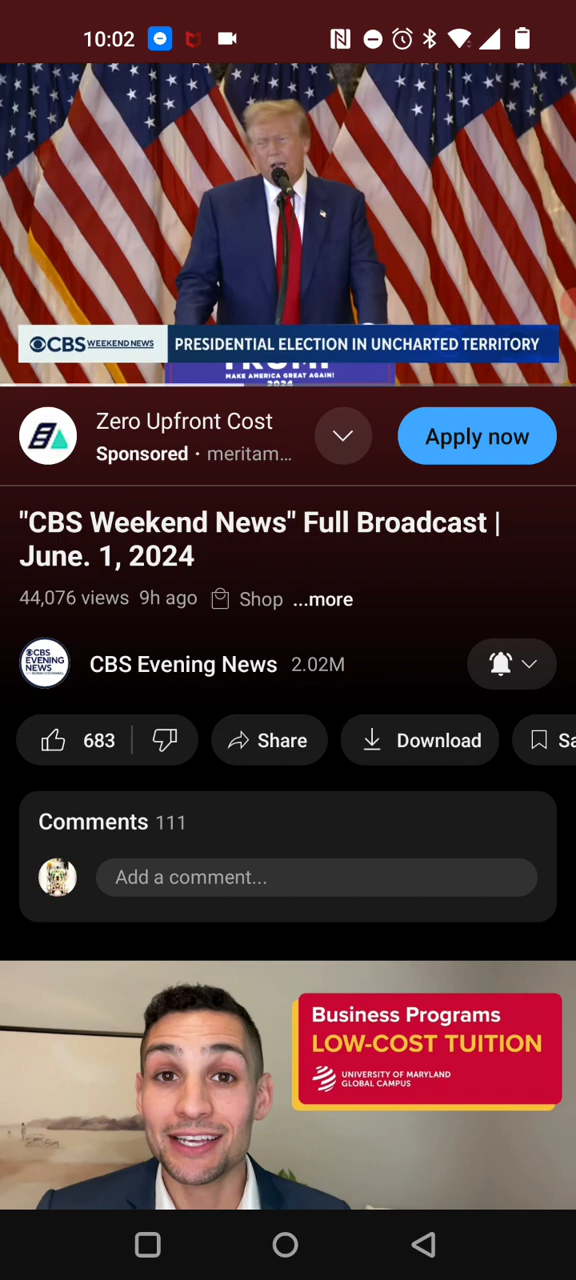 10:02
CBS WEEKEND NEWS PRESIDENTIAL ELECTION IN UNCHARTED TERRITORY
TRUMP
MAKE AMERICA GREAT AGAIN!
2024
Zero Upfront Cost
Sponsored · meritam...
Apply now
"CBS Weekend News" Full Broadcast |
June. 1, 2024
44,076 views 9h ago Shop ...more
CBS
EVENING
NEWS
CBS Evening News 2.02M
683 Share Download Sa
Comments 111
Add a comment...
Business Programs
LOW-COST TUITION
UNIVERSITY OF MARYLAND
GLOBAL CAMPUS